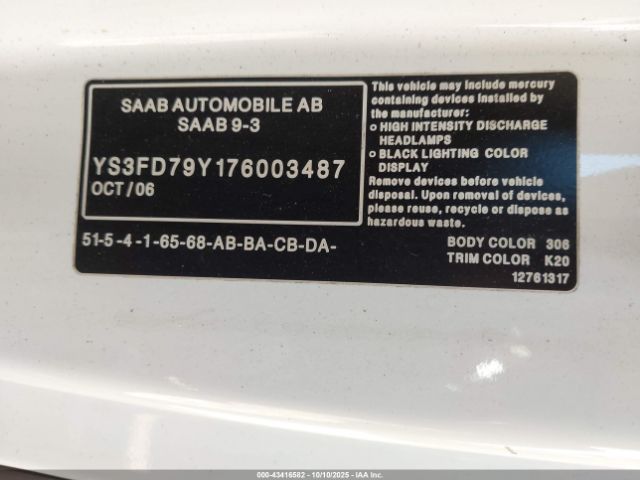 SAAB AUTOMOBILE AB
SAAB 9-3
YS3FD79Y176003487
OCT/06
51-5-4-1-65-68-AB-BA-CB-DA-
This vehicle may include mercury
containing devices installed by
the manufacturer:
o HIGH INTENSITY DISCHARGE
HEADLAMPS
o BLACK LIGHTING COLOR
DISPLAY
Remove devices before vehicle
disposal. Upon removal of devices,
please reuse, recycle or dispose as
hazardous waste.
BODY COLOR 306
TRIM COLOR K20
12761317
000-43416582 - 10/10/2025 - IAA Inc.